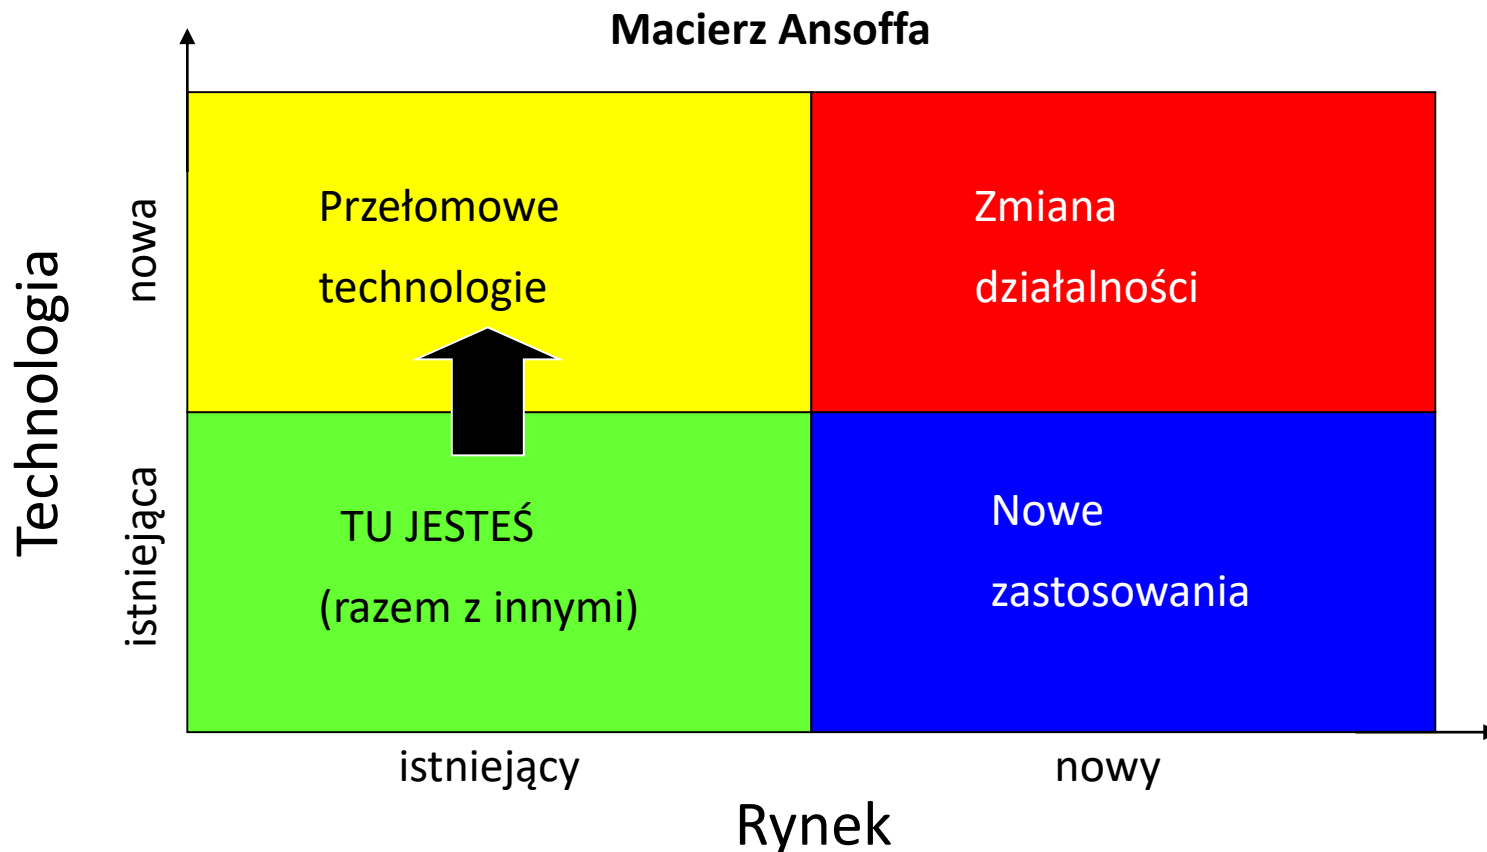 Macierz Ansoffa
Technologia
nowa
istniejąca
Przełomowe
technologie
Zmiana
działalności
TU JESTEŚ
(razem z innymi)
Nowe
zastosowania
istniejący
nowy
Rynek